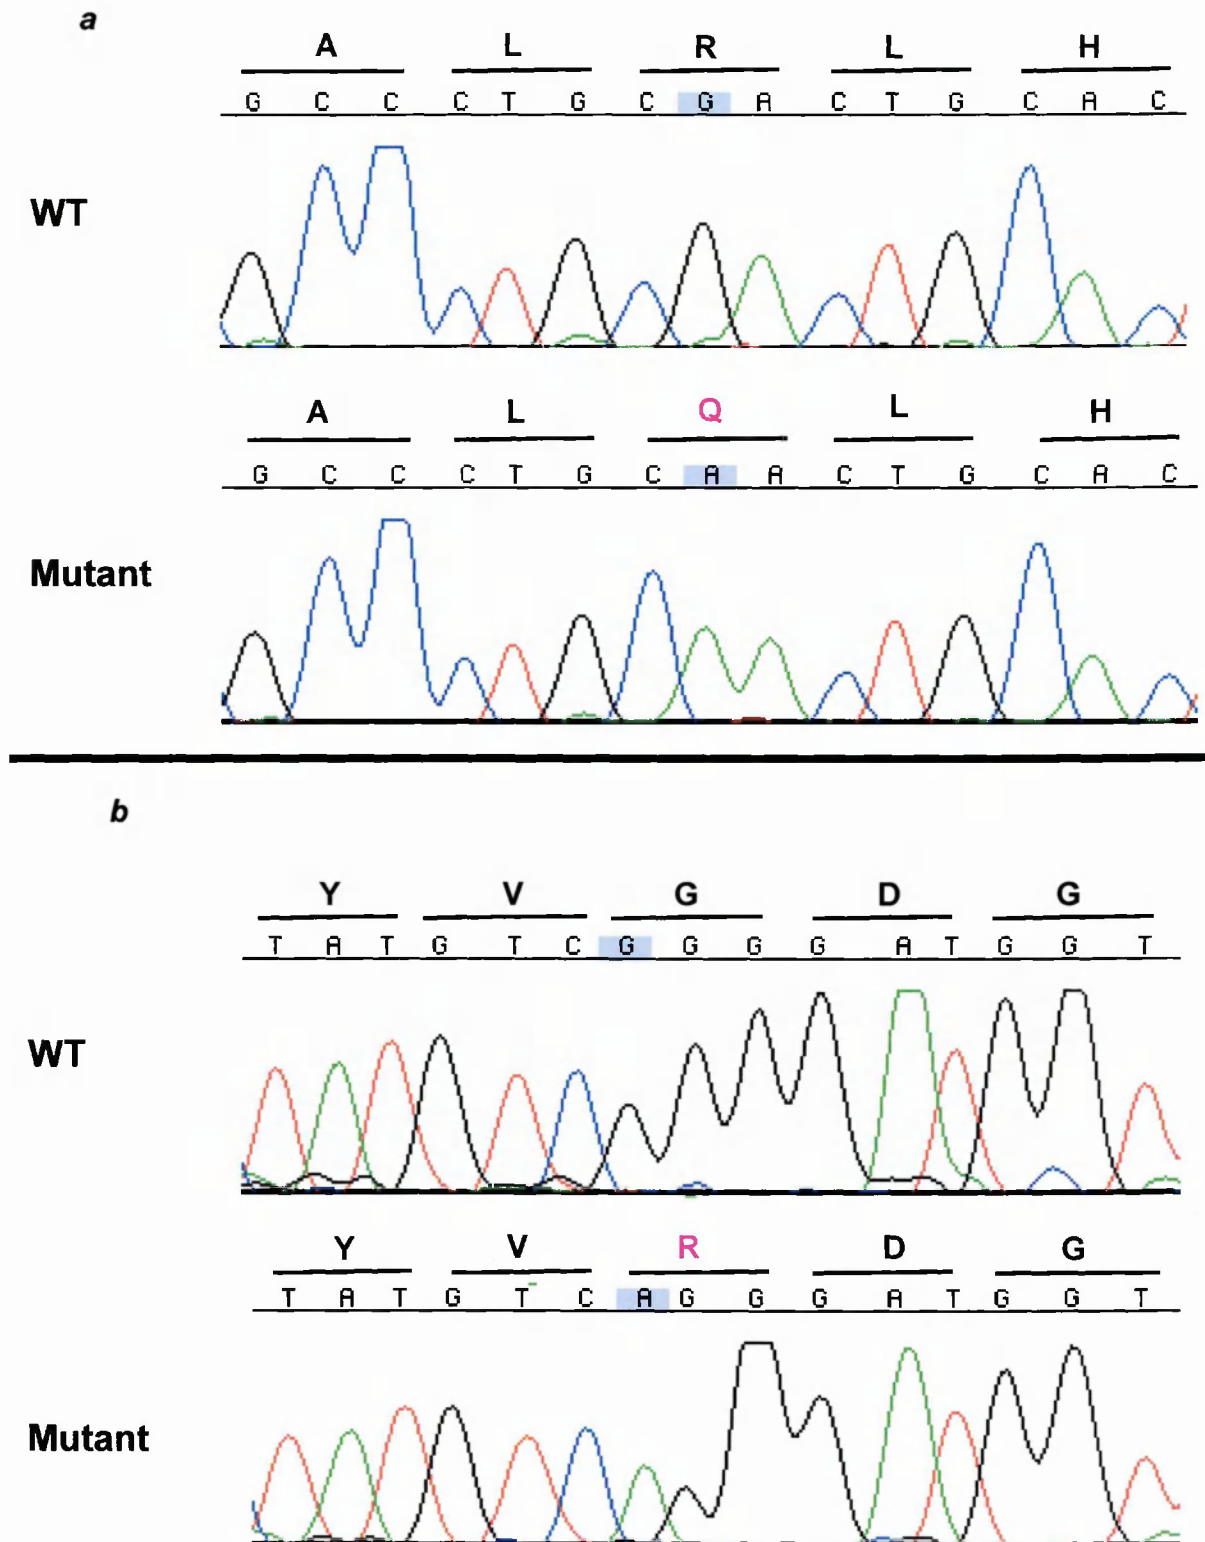 a
A L R L H
G C C C T G C G A C T G C A C
WT
A L Q L H
G C C C T G C A A C T G C A C
Mutant
b
Y V G D G
T A T G T C G G G G A T G G T
WT
Y V R D G
T A T G T C A G G G A T G G T
Mutant